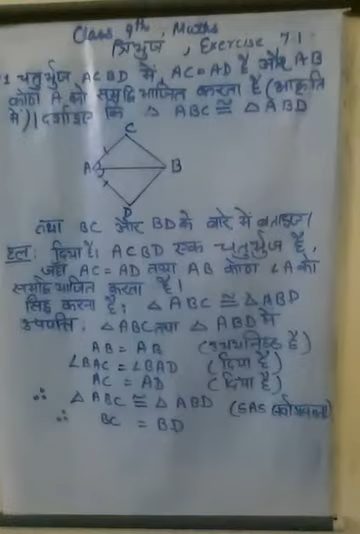 Class 9th, Maths
त्रिभुज, Exercise 7.1
1 चतुर्भुज ACBD में, AC=AD है और AB
कोण A को समद्विभाजित करता है (आकृति
में)। दर्शाइए कि △ ABC ≅ △ ABD
C
A
B
D
तथा BC और BD के बारे में बताइए।
हल: दिया है। ACBD एक चतुर्भुज है,
जहाँ AC = AD तथा AB कोण ∠A को
समद्विभाजित करता है।
सिद्ध करना है: △ ABC ≅ △ ABD
उपपत्ति: △ ABC तथा △ ABD में
AB = AB (उभयनिष्ठ है)
∠BAC = ∠BAD (दिया है)
AC = AD (दिया है)
∴ △ ABC ≅ △ ABD (SAS
∴ BC = BD